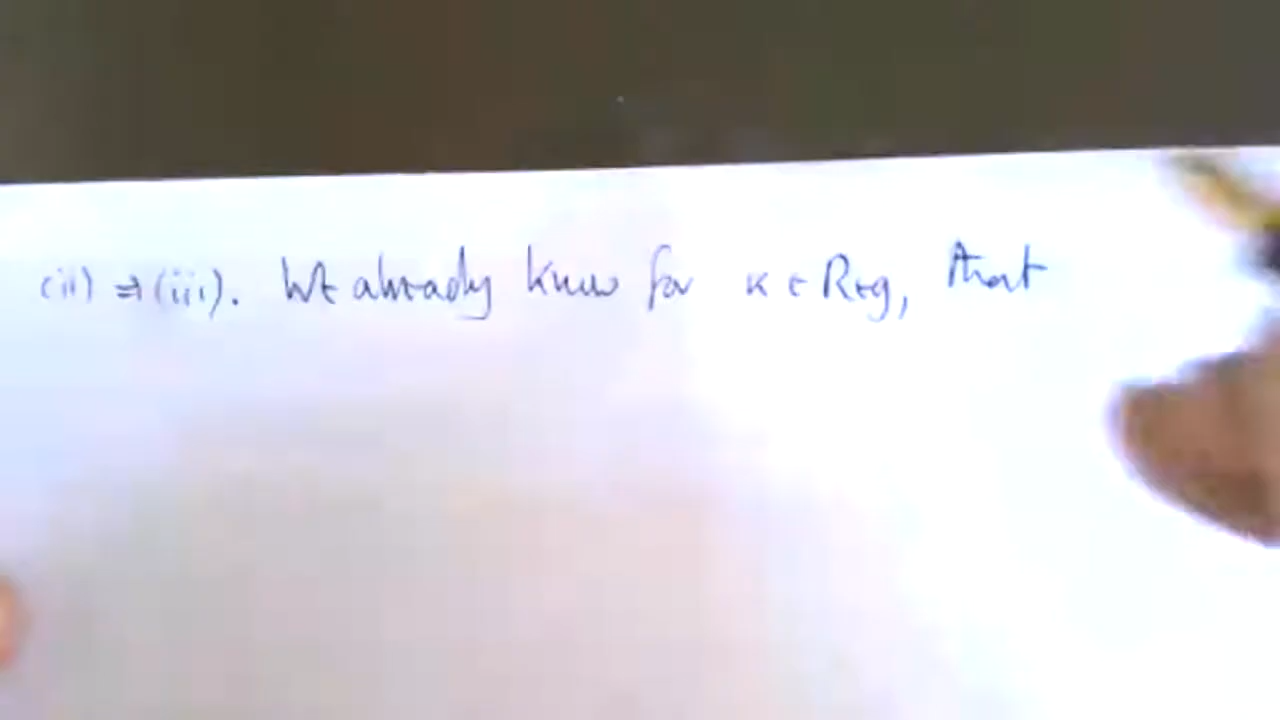 (ii) ⇒ (iii). We already know for κ ∈ Reg, that